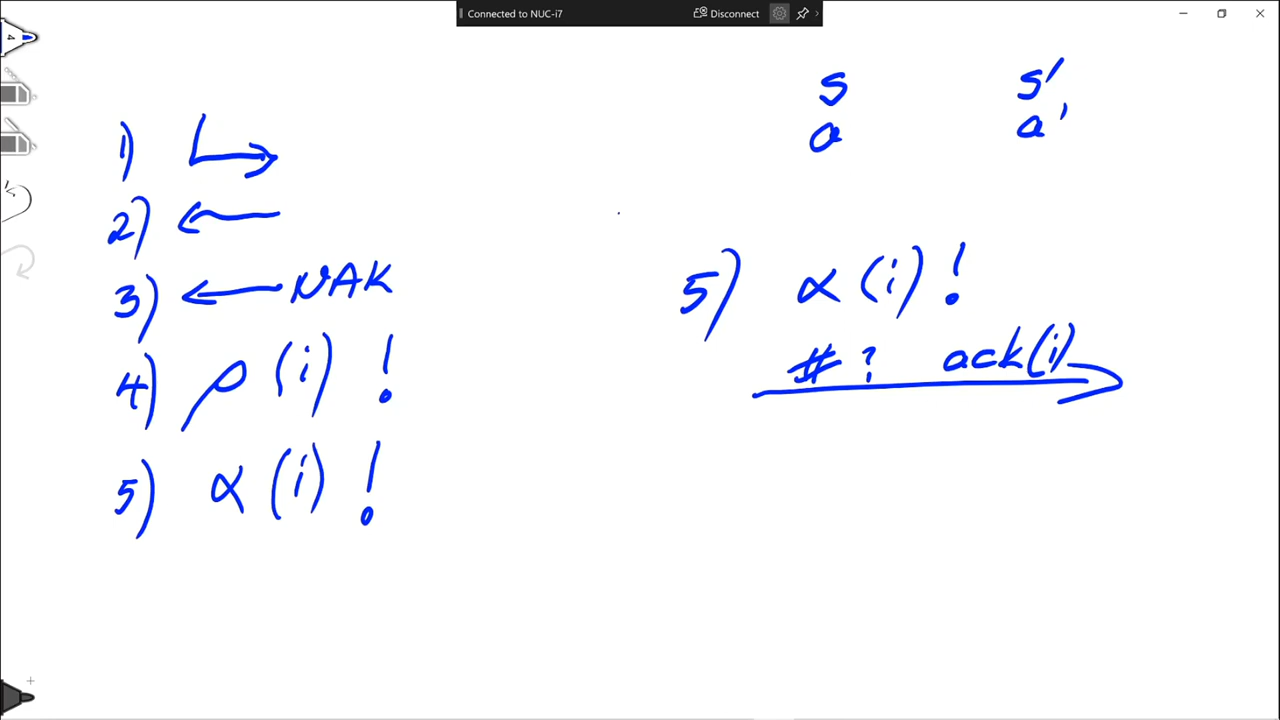 Connected to NUC-i7 Disconnect
s s'
a a'
1)
2) ←
3) ← NAK
4) ρ (i) !
5) α (i) !
5) α (i) !
# ? ack(i)